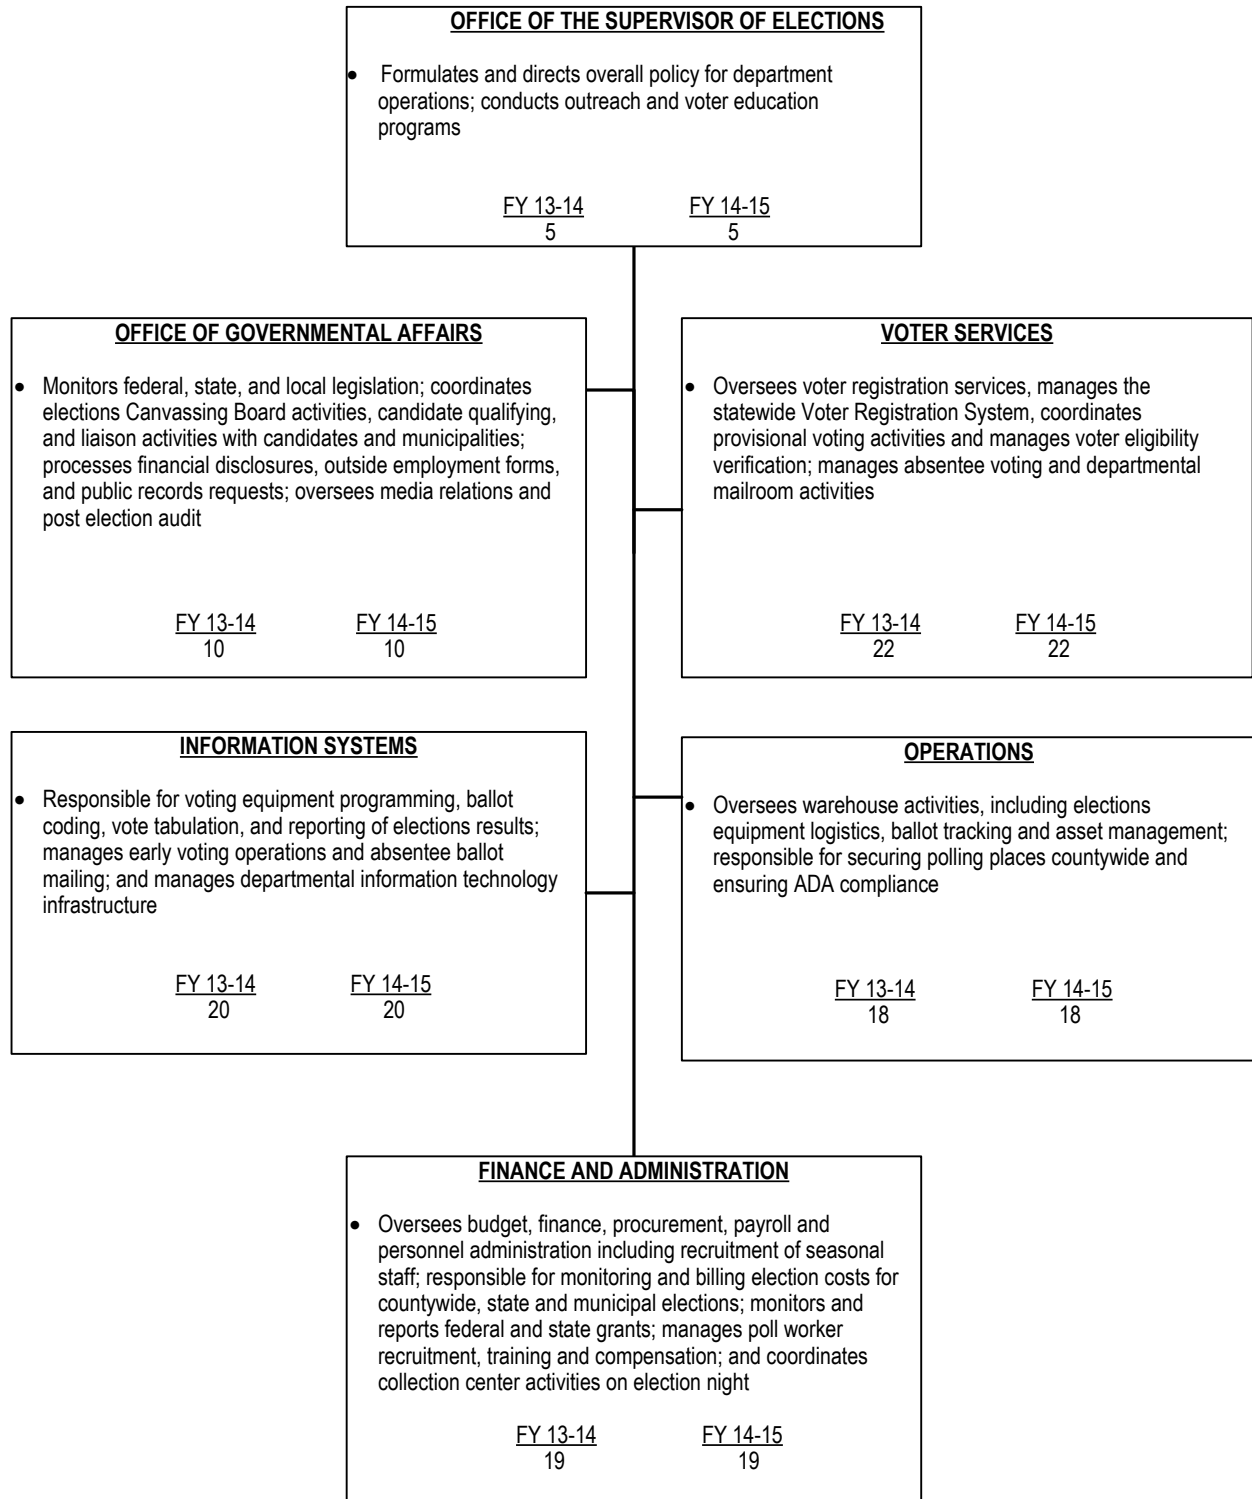 OFFICE OF THE SUPERVISOR OF ELECTIONS
• Formulates and directs overall policy for department
operations; conducts outreach and voter education
programs
FY 13-14 FY 14-15
5 5
OFFICE OF GOVERNMENTAL AFFAIRS
• Monitors federal, state, and local legislation; coordinates
elections Canvassing Board activities, candidate qualifying,
and liaison activities with candidates and municipalities;
processes financial disclosures, outside employment forms,
and public records requests; oversees media relations and
post election audit
FY 13-14 FY 14-15
10 10
VOTER SERVICES
• Oversees voter registration services, manages the
statewide Voter Registration System, coordinates
provisional voting activities and manages voter eligibility
verification; manages absentee voting and departmental
mailroom activities
FY 13-14 FY 14-15
22 22
INFORMATION SYSTEMS
• Responsible for voting equipment programming, ballot
coding, vote tabulation, and reporting of elections results;
manages early voting operations and absentee ballot
mailing; and manages departmental information technology
infrastructure
FY 13-14 FY 14-15
20 20
OPERATIONS
• Oversees warehouse activities, including elections
equipment logistics, ballot tracking and asset management;
responsible for securing polling places countywide and
ensuring ADA compliance
FY 13-14 FY 14-15
18 18
FINANCE AND ADMINISTRATION
• Oversees budget, finance, procurement, payroll and
personnel administration including recruitment of seasonal
staff; responsible for monitoring and billing election costs for
countywide, state and municipal elections; monitors and
reports federal and state grants; manages poll worker
recruitment, training and compensation; and coordinates
collection center activities on election night
FY 13-14 FY 14-15
19 19